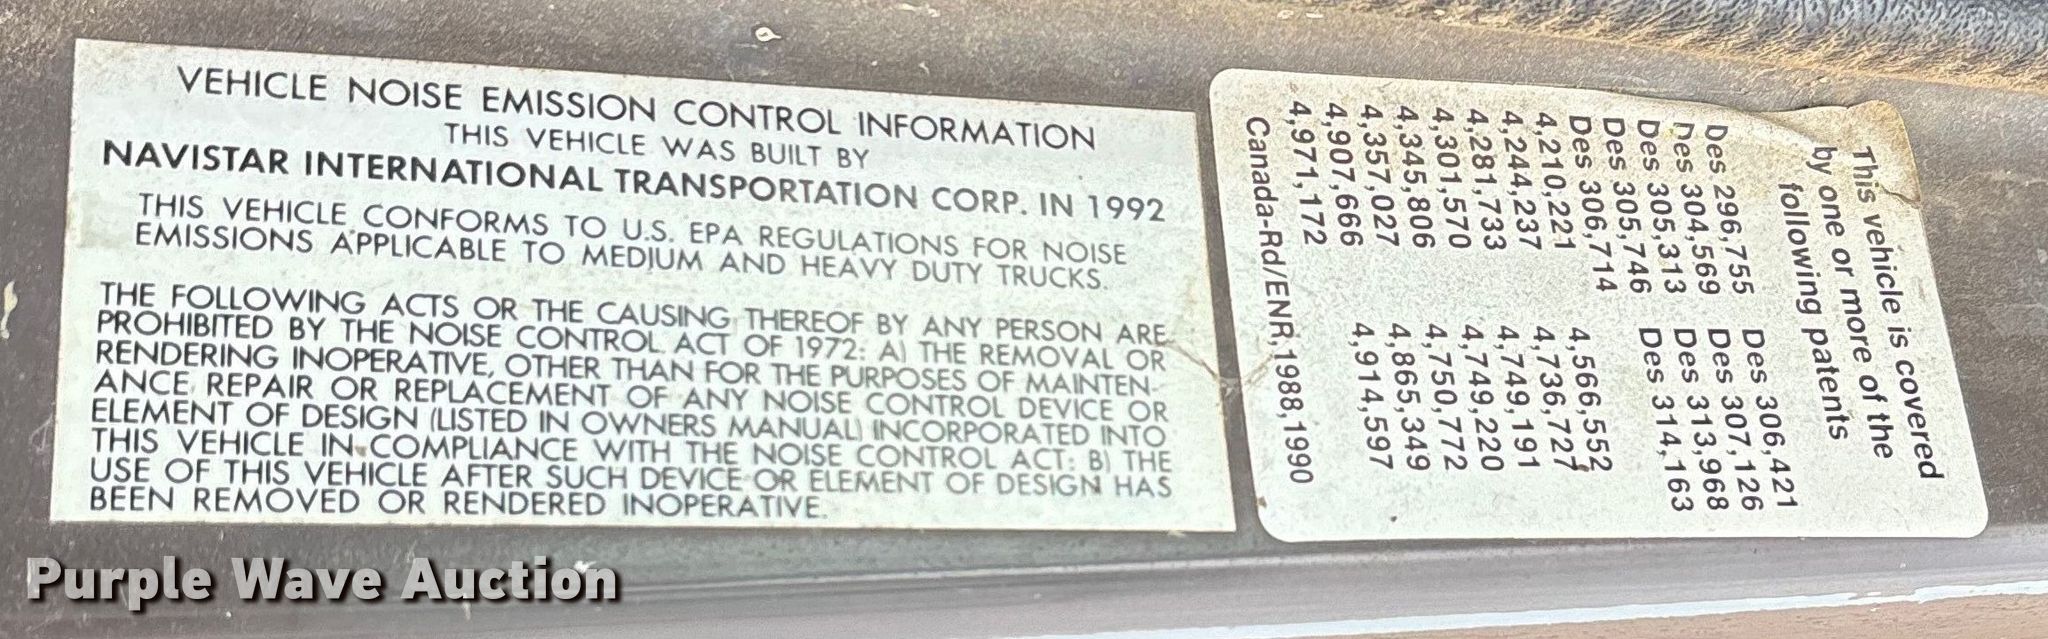 VEHICLE NOISE EMISSION CONTROL INFORMATION
THIS VEHICLE WAS BUILT BY
NAVISTAR INTERNATIONAL TRANSPORTATION CORP. IN 1992
THIS VEHICLE CONFORMS TO U.S. EPA REGULATIONS FOR NOISE
EMISSIONS APPLICABLE TO MEDIUM AND HEAVY DUTY TRUCKS.
THE FOLLOWING ACTS OR THE CAUSING THEREOF BY ANY PERSON ARE
PROHIBITED BY THE NOISE CONTROL ACT OF 1972: A) THE REMOVAL OR
RENDERING INOPERATIVE, OTHER THAN FOR THE PURPOSES OF MAINTEN-
ANCE, REPAIR OR REPLACEMENT OF ANY NOISE CONTROL DEVICE OR
ELEMENT OF DESIGN (LISTED IN OWNERS MANUAL) INCORPORATED INTO
THIS VEHICLE IN COMPLIANCE WITH THE NOISE CONTROL ACT: B) THE
USE OF THIS VEHICLE AFTER SUCH DEVICE OR ELEMENT OF DESIGN HAS
BEEN REMOVED OR RENDERED INOPERATIVE.
This vehicle is covered
by one or more of the
following patents
Des 296,755 Des 306,421
Des 304,569 Des 307,126
Des 305,313 Des 313,968
Des 305,746 Des 314,163
Des 306,714
4,210,221 4,566,552
4,244,237 4,736,727
4,281,733 4,749,191
4,301,570 4,749,220
4,345,806 4,750,772
4,357,027 4,865,349
4,907,666 4,914,597
4,971,172
Canada-Rd/ENR,1988,1990
Purple Wave Auction